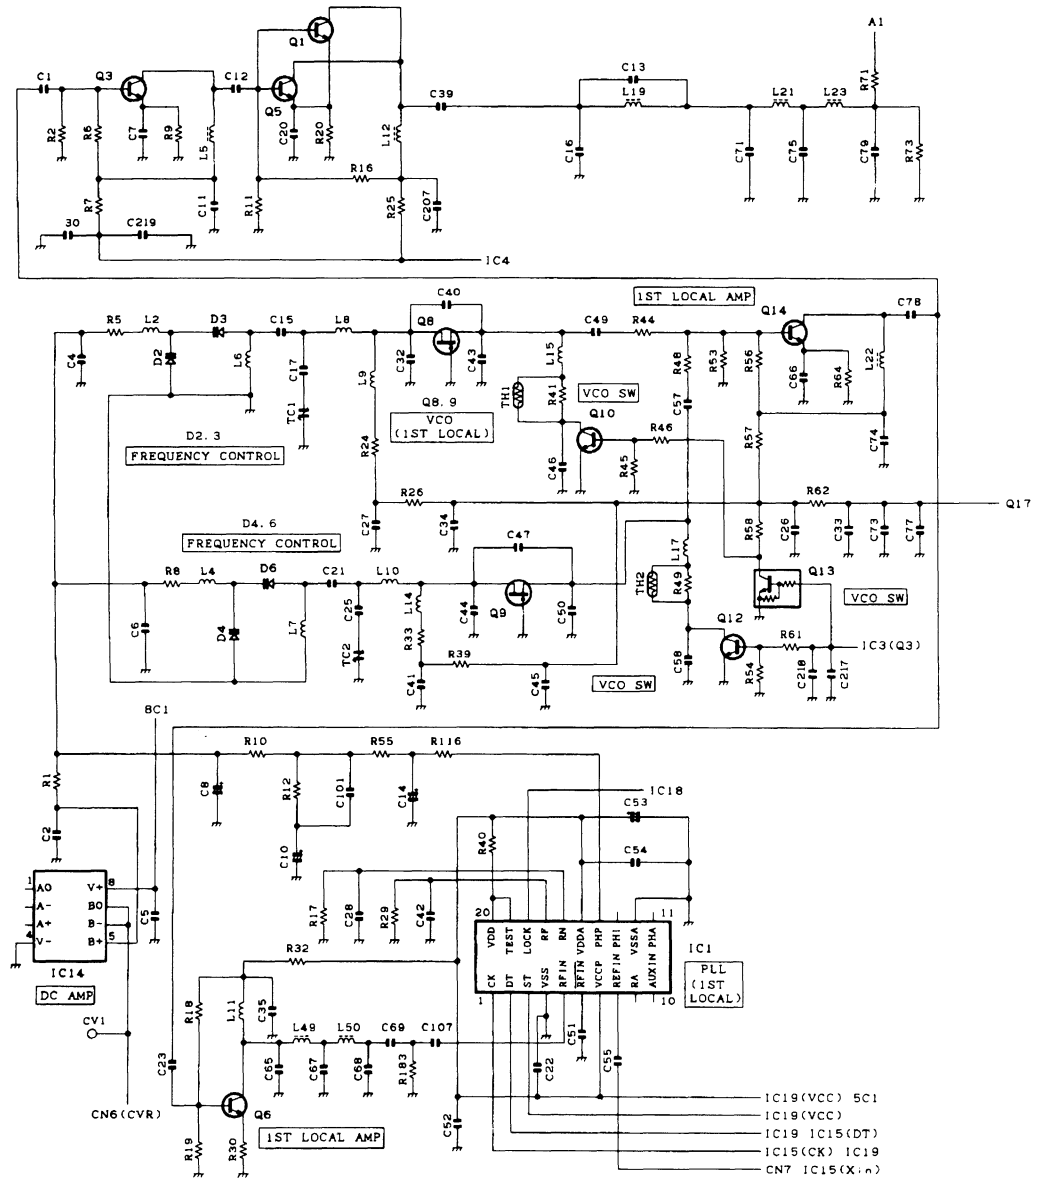 Q1
A1
C1
Q3
C12
Q5
C39
C13
L19
R71
L21
L23
R2
R6
C7
R9
L5
C20
R20
L12
C16
C71
C75
C79
R73
R7
C11
R11
R16
R25
C207
30
C219
IC4
C40
1ST LOCAL AMP
C78
R5
L2
D3
C15
L8
Q8
C49
R44
Q14
C4
D2
L6
C17
C32
C43
L15
R48
R53
R56
C66
R64
L22
L9
TC1
TH1
R41
VCO SW
C57
Q8.9
VCO
(1ST LOCAL)
Q10
D2.3
FREQUENCY CONTROL
R24
C46
R45
R46
R57
C74
R26
C27
C34
R62
Q17
R58
C26
C33
C73
C77
D4.6
FREQUENCY CONTROL
C47
L17
R8
L4
D6
C21
L10
TH2
R49
Q13
C6
D4
L7
C25
L14
C44
Q9
C50
VCO SW
TC2
R33
R39
C41
C45
VCO SW
C58
Q12
R61
R54
C218
C217
IC3(Q3)
8C1
R10
R55
R116
R1
C8
R12
C101
C14
IC18
C2
C10
R40
C53
C54
1
AO
V+
8
A-
BO
A+
B-
4
V-
B+
5
C5
R17
C28
R29
C42
20
11
VDD
TEST
LOCK
RF
RN
VDDA
PHP
PHI
VSSA
PHA
IC1
PLL
(1ST
LOCAL)
CK
DT
ST
VSS
RFIN
RFIN
VCCP
REFIN
RA
AUXIN
1
10
IC14
DC AMP
R32
CV1
R18
L11
C35
L49
L50
C69
C107
C51
C23
C65
C67
C68
R183
C22
C55
CN6(CVR)
Q6
1ST LOCAL AMP
R19
R30
C52
IC19(VCC) 5C1
IC19(VCC)
IC19 IC15(DT)
IC15(CK) IC19
CN7 IC15(Xin)